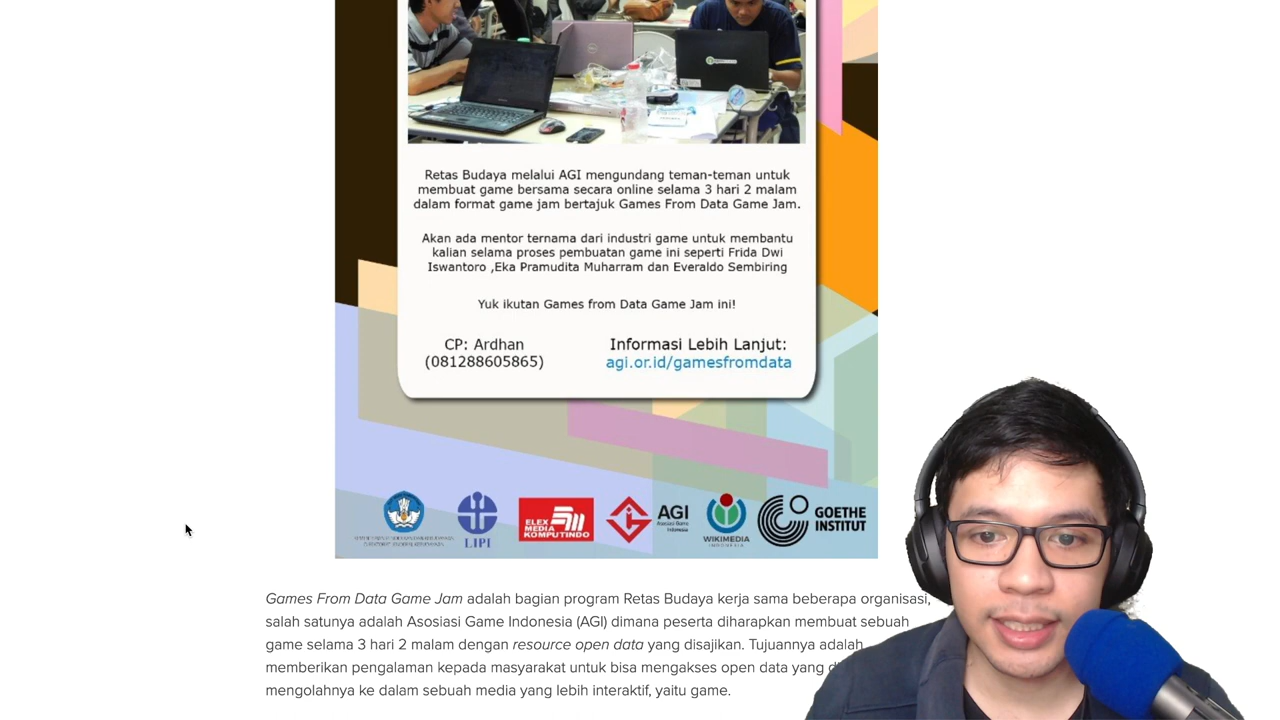 Retas Budaya melalui AGI mengundang teman-teman untuk
membuat game bersama secara online selama 3 hari 2 malam
dalam format game jam bertajuk Games From Data Game Jam.
Akan ada mentor ternama dari industri game untuk membantu
kalian selama proses pembuatan game ini seperti Frida Dwi
Iswantoro ,Eka Pramudita Muharram dan Everaldo Sembiring
Yuk ikutan Games from Data Game Jam ini!
CP: Ardhan
(081288605865)
Informasi Lebih Lanjut:
agi.or.id/gamesfromdata
LIPI
ELEX
MEDIA
KOMPUTINDO
AGI
Asosiasi Game
Indonesia
WIKIMEDIA
INDONESIA
GOETHE
INSTITUT
Games From Data Game Jam adalah bagian program Retas Budaya kerja sama beberapa organisasi,
salah satunya adalah Asosiasi Game Indonesia (AGI) dimana peserta diharapkan membuat sebuah
game selama 3 hari 2 malam dengan resource open data yang disajikan. Tujuannya adalah
memberikan pengalaman kepada masyarakat untuk bisa mengakses open data yang
mengolahnya ke dalam sebuah media yang lebih interaktif, yaitu game.